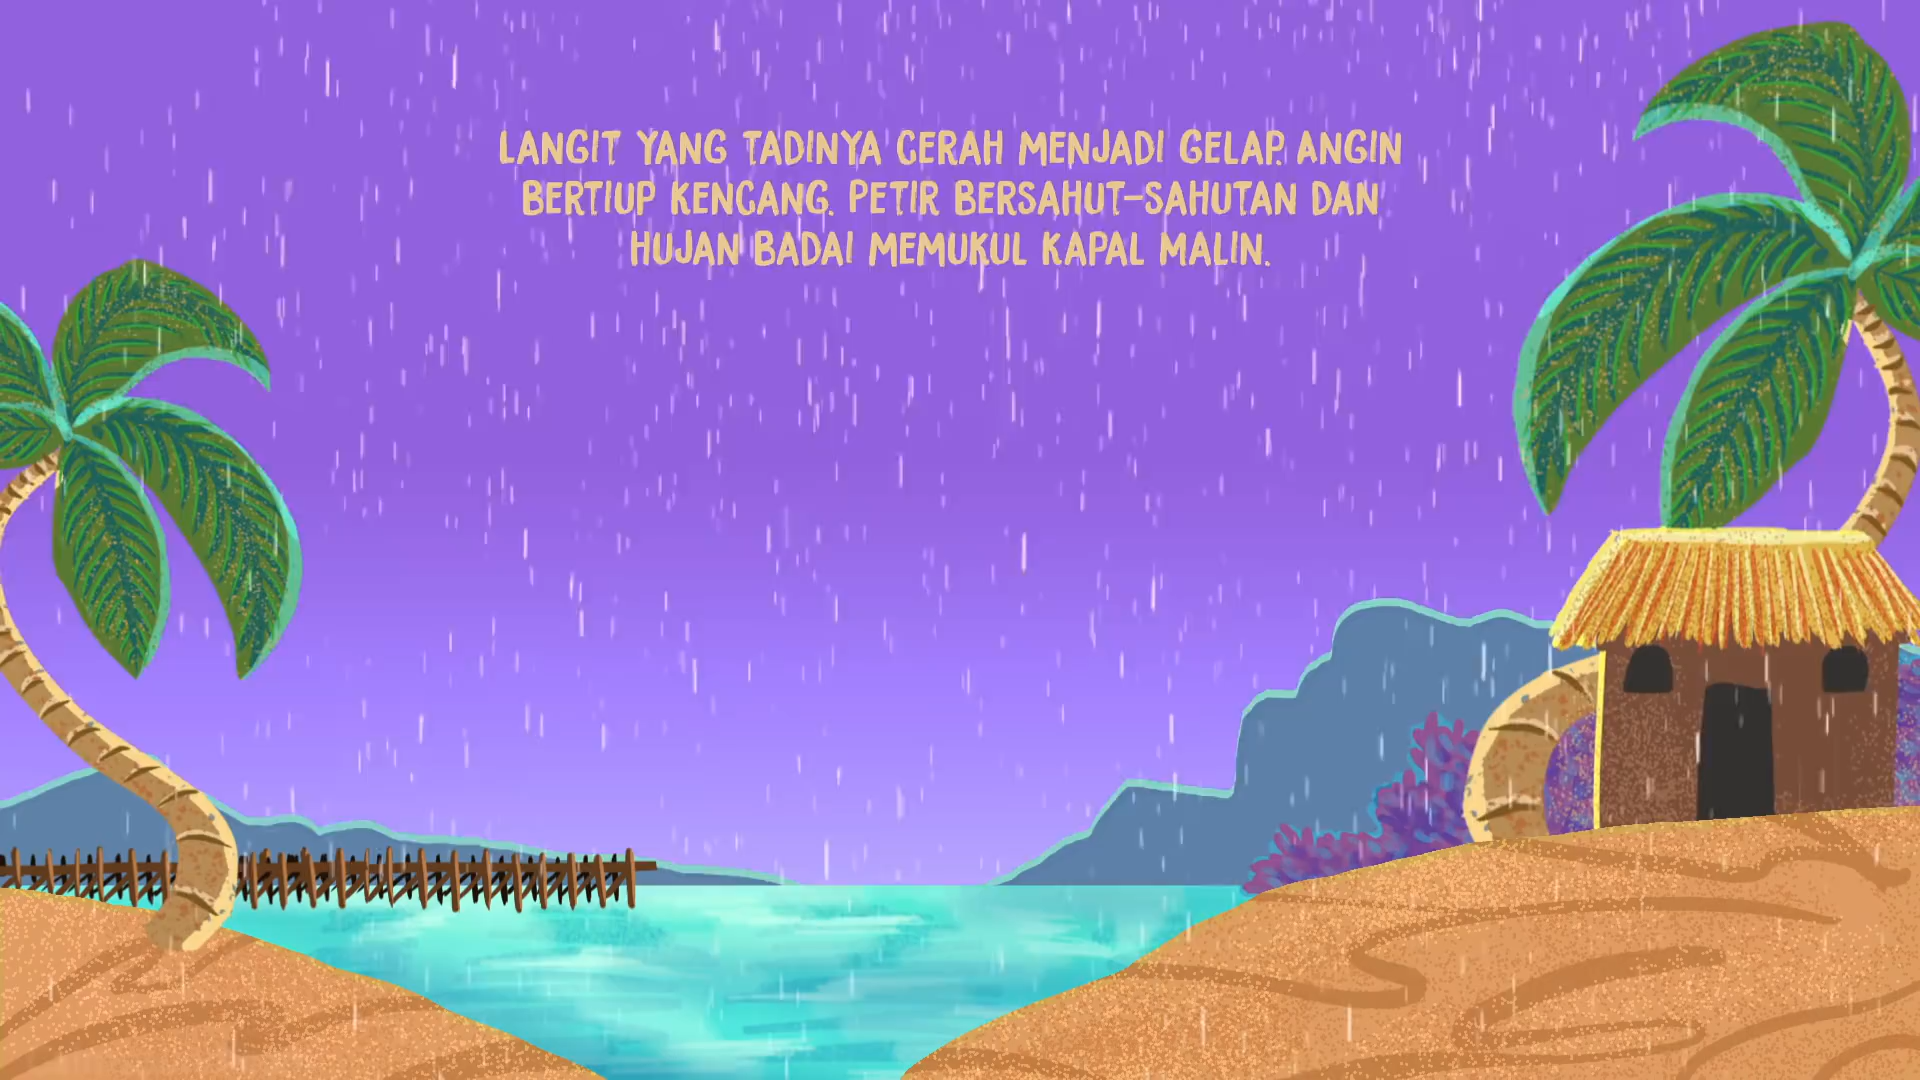 LANGIT YANG TADINYA CERAH MENJADI GELAP. ANGIN
BERTIUP KENCANG. PETIR BERSAHUT-SAHUTAN DAN
HUJAN BADAI MEMUKUL KAPAL MALIN.